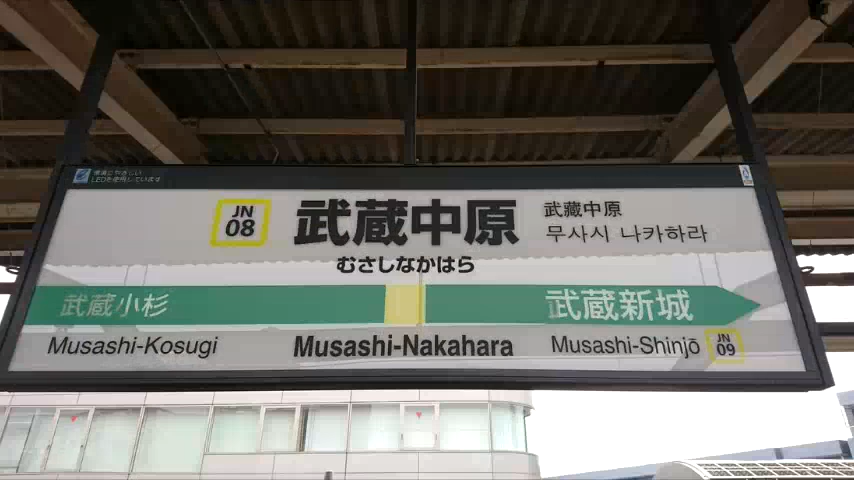 環境にやさしい
LEDを使用しています
JN
08
武蔵中原
武藏中原
무사시 나카하라
むさしなかはら
武蔵小杉
武蔵新城
Musashi-Kosugi
Musashi-Nakahara
Musashi-Shinjō
JN
09